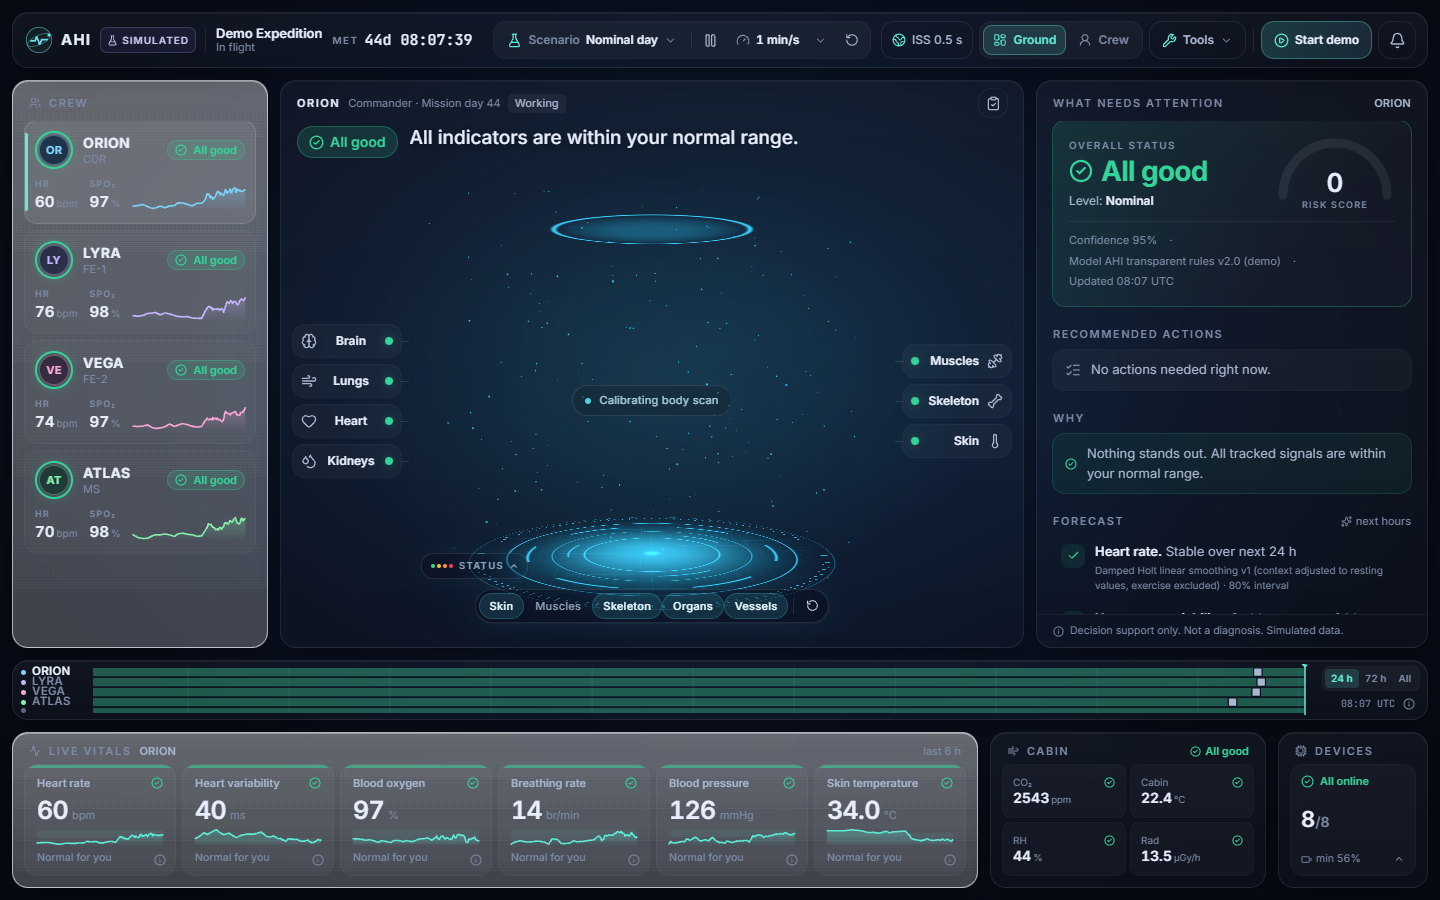 AHI
SIMULATED
Demo Expedition
In flight
MET 44d 08:07:39
Scenario Nominal day
1 min/s
ISS 0.5 s
Ground
Crew
Tools
Start demo
CREW
OR
ORION
CDR
All good
HR
60 bpm
SPO₂
97 %
LY
LYRA
FE-1
All good
HR
76 bpm
SPO₂
98 %
VE
VEGA
FE-2
All good
HR
74 bpm
SPO₂
97 %
AT
ATLAS
MS
All good
HR
70 bpm
SPO₂
98 %
ORION Commander · Mission day 44 Working
All good
All indicators are within your normal range.
Brain
Lungs
Heart
Kidneys
Calibrating body scan
Muscles
Skeleton
Skin
STATUS
Skin
Muscles
Skeleton
Organs
Vessels
WHAT NEEDS ATTENTION
ORION
OVERALL STATUS
All good
Level: Nominal
0
RISK SCORE
Confidence 95% ·
Model AHI transparent rules v2.0 (demo) ·
Updated 08:07 UTC
RECOMMENDED ACTIONS
No actions needed right now.
WHY
Nothing stands out. All tracked signals are within
your normal range.
FORECAST
next hours
Heart rate. Stable over next 24 h
Damped Holt linear smoothing v1 (context adjusted to resting
values, exercise excluded) · 80% interval
Decision support only. Not a diagnosis. Simulated data.
ORION
LYRA
VEGA
ATLAS
24 h
72 h
All
08:07 UTC
LIVE VITALS ORION
last 6 h
Heart rate
60 bpm
Normal for you
Heart variability
40 ms
Normal for you
Blood oxygen
97 %
Normal for you
Breathing rate
14 br/min
Normal for you
Blood pressure
126 mmHg
Normal for you
Skin temperature
34.0 °C
Normal for you
CABIN
All good
CO₂
2543 ppm
Cabin
22.4 °C
RH
44 %
Rad
13.5 µGy/h
DEVICES
All online
8/8
min 56%